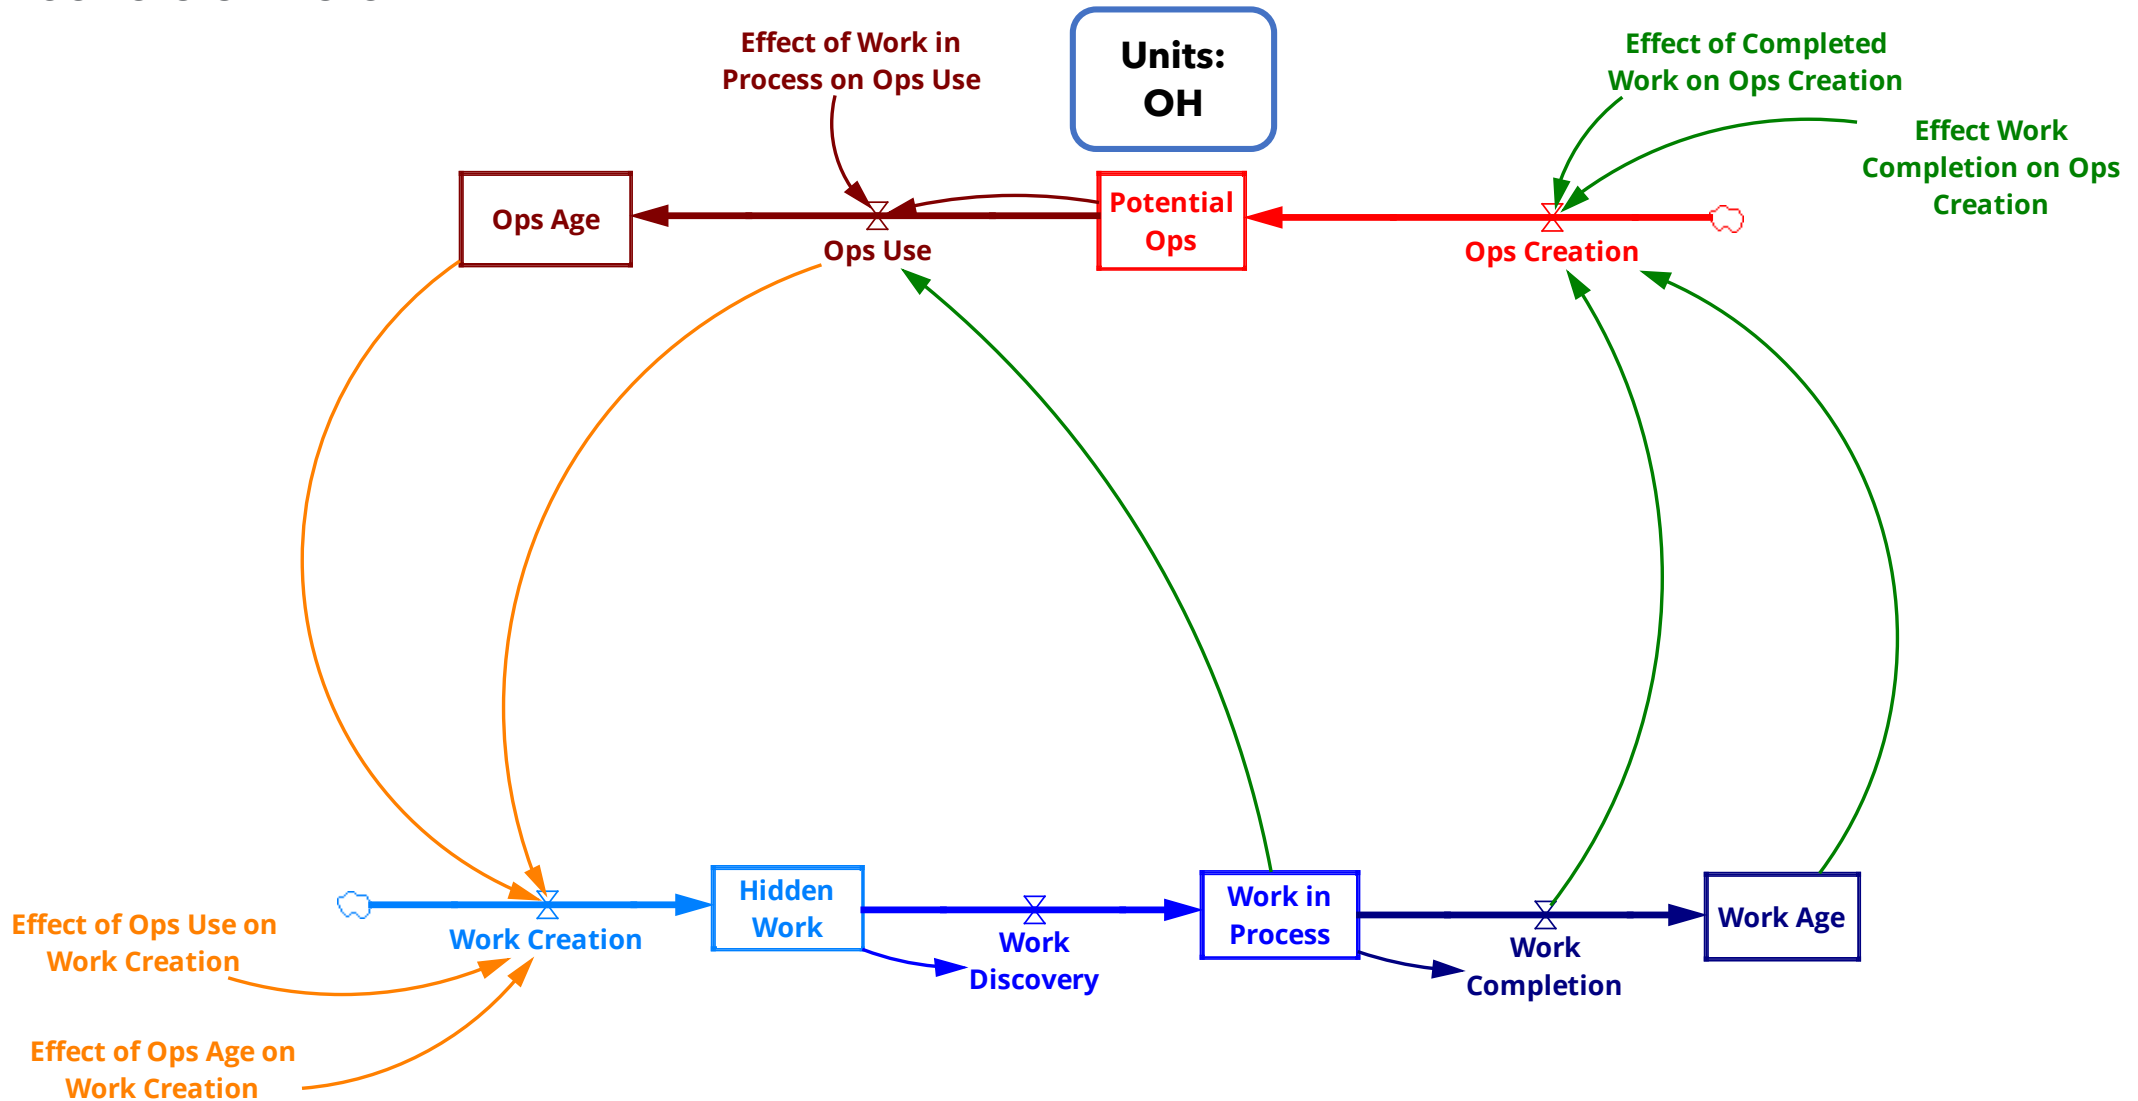 Effect of Work in
Process on Ops Use
Units:
OH
Effect of Completed
Work on Ops Creation
Effect Work
Completion on Ops
Creation
Ops Age
Ops Use
Potential
Ops
Ops Creation
Hidden
Work
Work in
Process
Work Age
Effect of Ops Use on
Work Creation
Work Creation
Work
Discovery
Work
Completion
Effect of Ops Age on
Work Creation